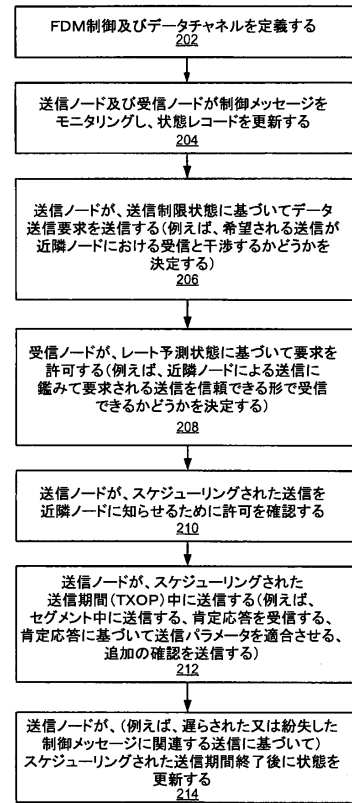 FDM制御及びデータチャネルを定義する
202
送信ノード及び受信ノードが制御メッセージを
モニタリングし、状態レコードを更新する
204
送信ノードが、送信制限状態に基づいてデータ
送信要求を送信する(例えば、希望される送信が
近隣ノードにおける受信と干渉するかどうかを
決定する)
206
受信ノードが、レート予測状態に基づいて要求を
許可する(例えば、近隣ノードによる送信に
鑑みて要求される送信を信頼できる形で受信
できるかどうかを決定する)
208
送信ノードが、スケジューリングされた送信を
近隣ノードに知らせるために許可を確認する
210
送信ノードが、スケジューリングされた
送信期間(TXOP)中に送信する(例えば、
セグメント中に送信する、肯定応答を受信する、
肯定応答に基づいて送信パラメータを適合させる、
追加の確認を送信する)
212
送信ノードが、(例えば、遅らされた又は紛失した
制御メッセージに関連する送信に基づいて)
スケジューリングされた送信期間終了後に状態を
更新する
214